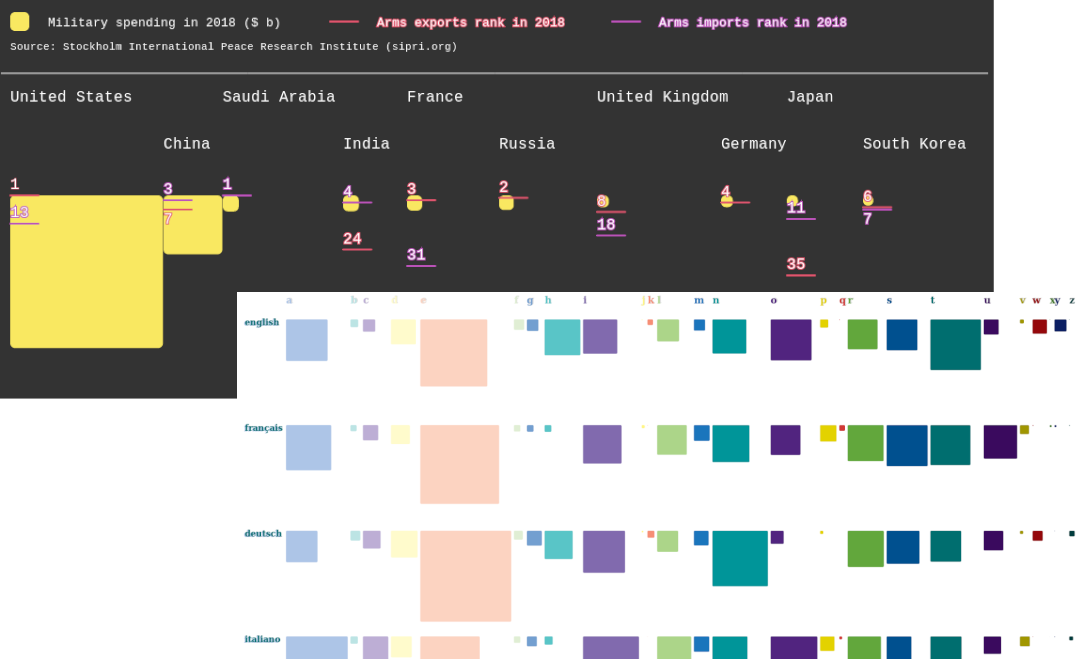 Military spending in 2018 ($ b) Arms exports rank in 2018 Arms imports rank in 2018
Source: Stockholm International Peace Research Institute (sipri.org)
United States Saudi Arabia France United Kingdom Japan
China India Russia Germany South Korea
1 3 1 4 3 2 8 4 11 6
13 7 24 31 18 35 7
a b c d e f g h i j k l m n o p q r s t u v w x y z
english
français
deutsch
italiano